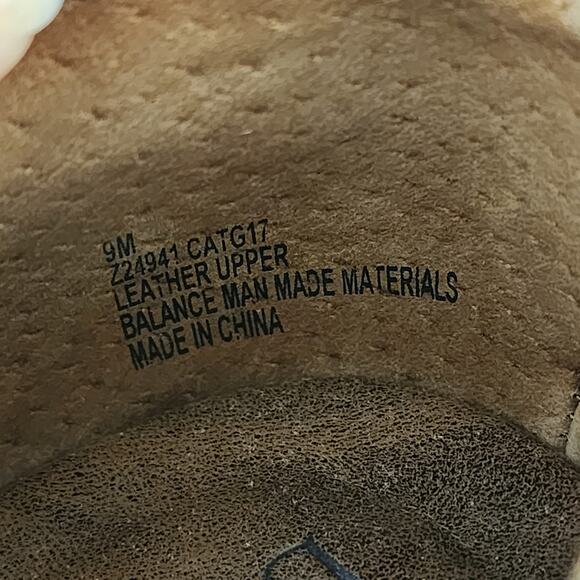 9M
Z24941 CATG17
LEATHER UPPER
BALANCE MAN MADE MATERIALS
MADE IN CHINA